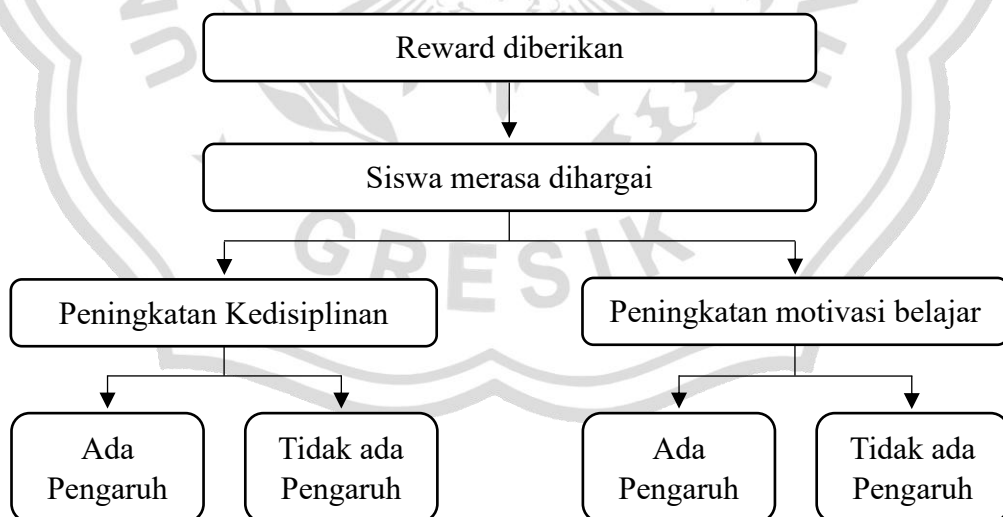 Reward diberikan
Siswa merasa dihargai
GRESIK
Peningkatan Kedisiplinan
Peningkatan motivasi belajar
Ada
Pengaruh
Tidak ada
Pengaruh
Ada
Pengaruh
Tidak ada
Pengaruh